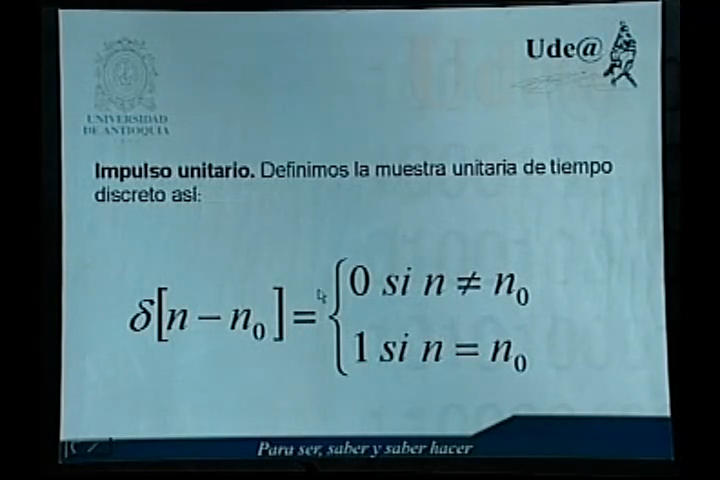 Ude@
UNIVERSIDAD
DE ANTIOQUIA
Impulso unitario. Definimos la muestra unitaria de tiempo
discreto así:
δ[n − n₀] = { 0 si n ≠ n₀
1 si n = n₀
Para ser, saber y saber hacer